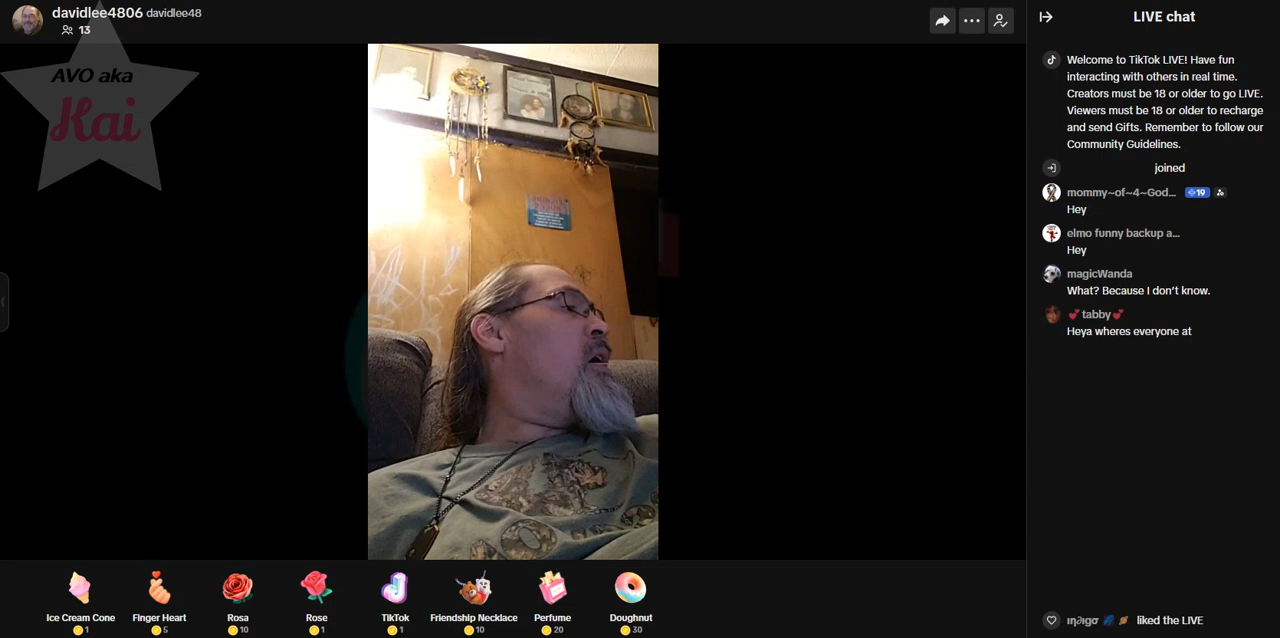 davidlee4806 davidlee48
13
AVO aka
Kai
LIVE chat
Welcome to TikTok LIVE! Have fun
interacting with others in real time.
Creators must be 18 or older to go LIVE.
Viewers must be 18 or older to recharge
and send Gifts. Remember to follow our
Community Guidelines.
joined
mommy~of~4~God... 19
Hey
elmo funny backup a...
Hey
magicWanda
What? Because I don't know.
💕tabby💕
Heya wheres everyone at
liked the LIVE
Ice Cream Cone
1
Finger Heart
5
Rosa
10
Rose
1
TikTok
1
Friendship Necklace
10
Perfume
20
Doughnut
30